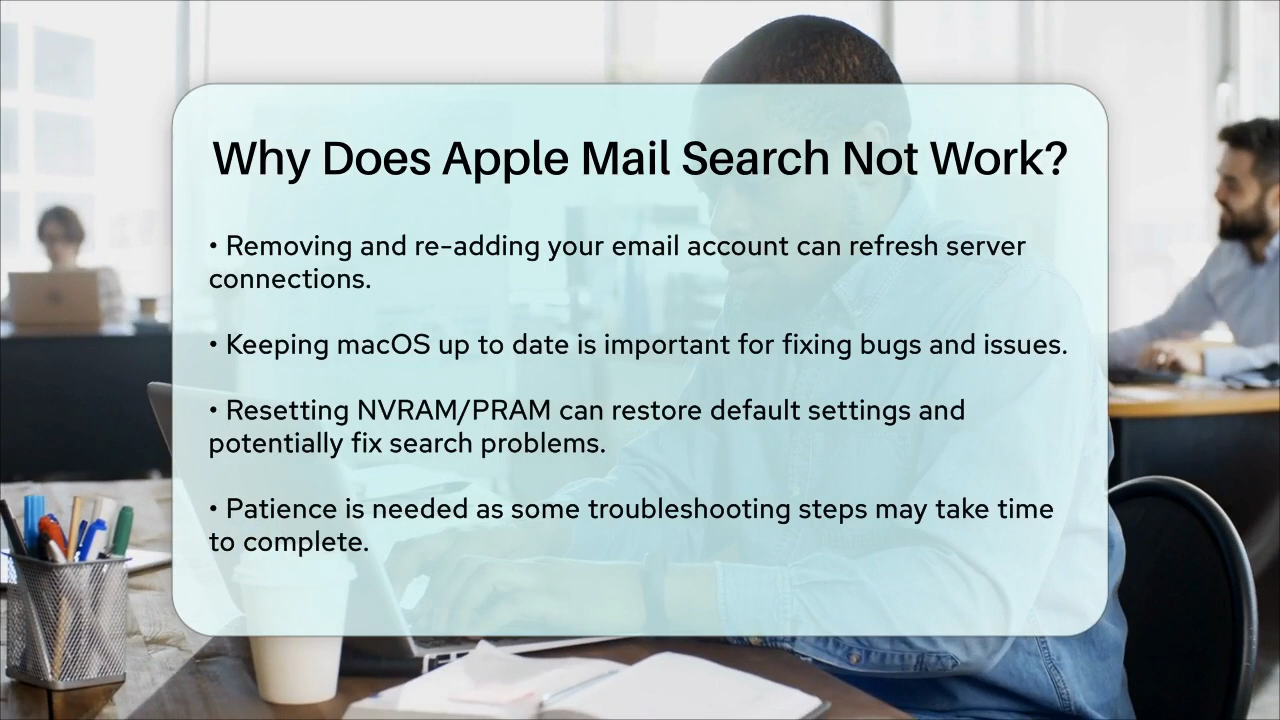 Why Does Apple Mail Search Not Work?
• Removing and re-adding your email account can refresh server
connections.
• Keeping macOS up to date is important for fixing bugs and issues.
• Resetting NVRAM/PRAM can restore default settings and
potentially fix search problems.
• Patience is needed as some troubleshooting steps may take time
to complete.